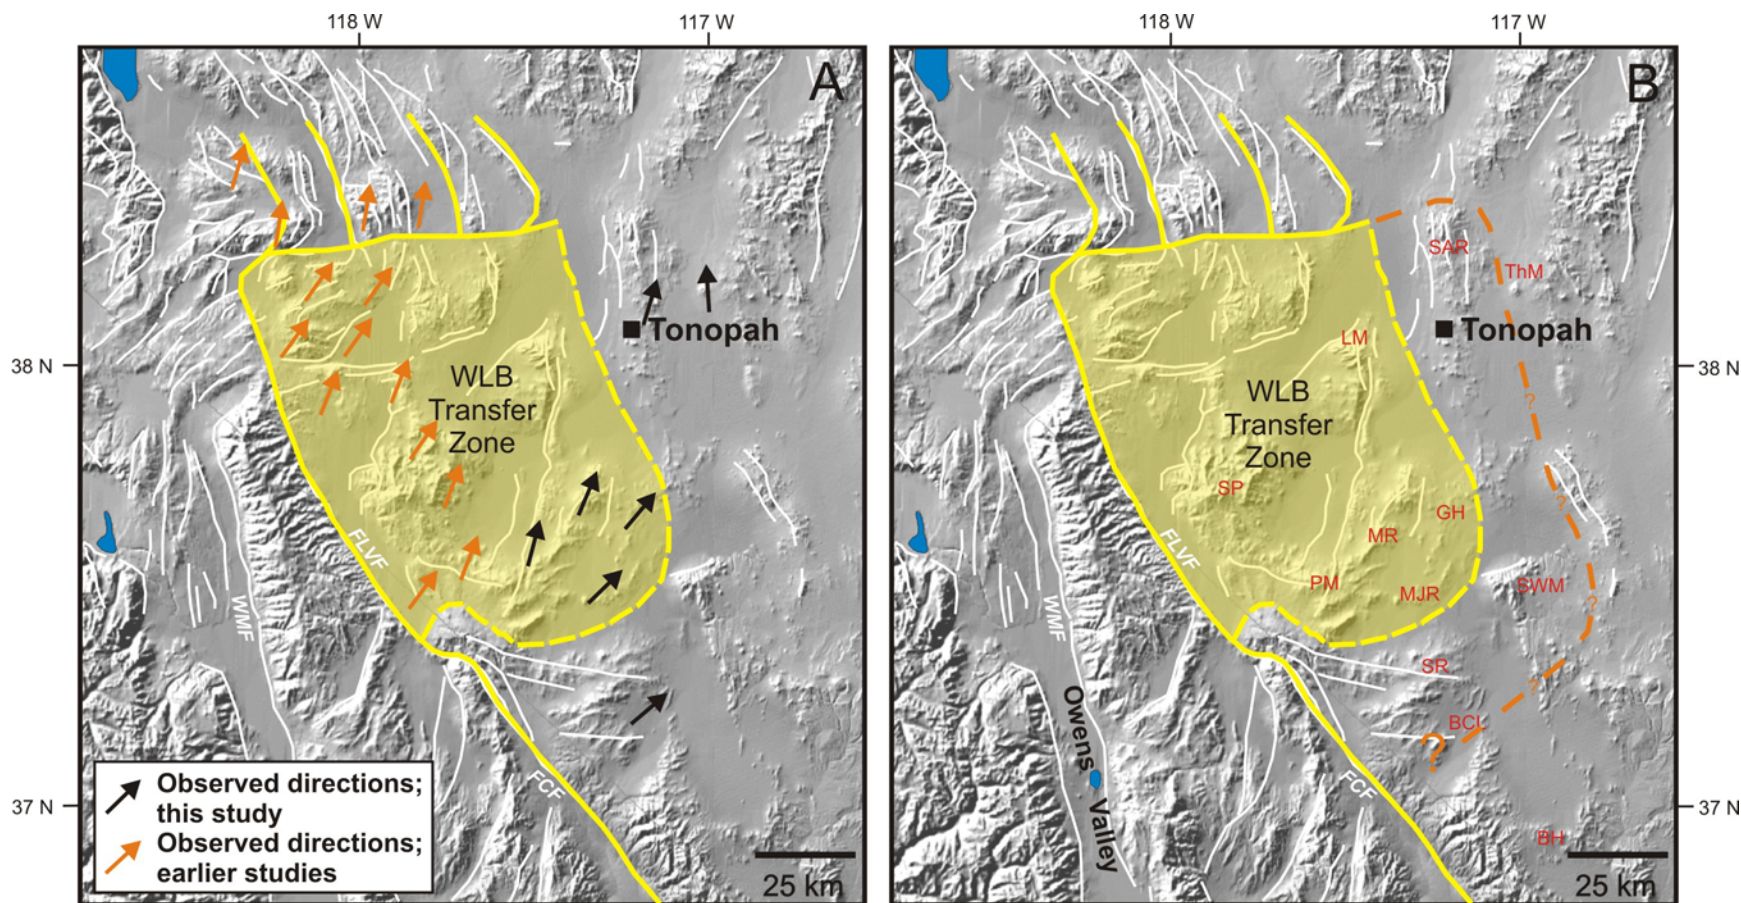 118 W
117 W
118 W
117 W
A
B
SAR
ThM
Tonopah
Tonopah
LM
38 N
38 N
WLB
Transfer
Zone
WLB
Transfer
Zone
?
SP
?
GH
MR
FLVF
FLVF
PM
MJR
SWM
WMF
WMF
?
SR
?
BCL
?
Owens
Valley
FCF
FCF
37 N
37 N
Observed directions;
this study
Observed directions;
earlier studies
BH
25 km
25 km